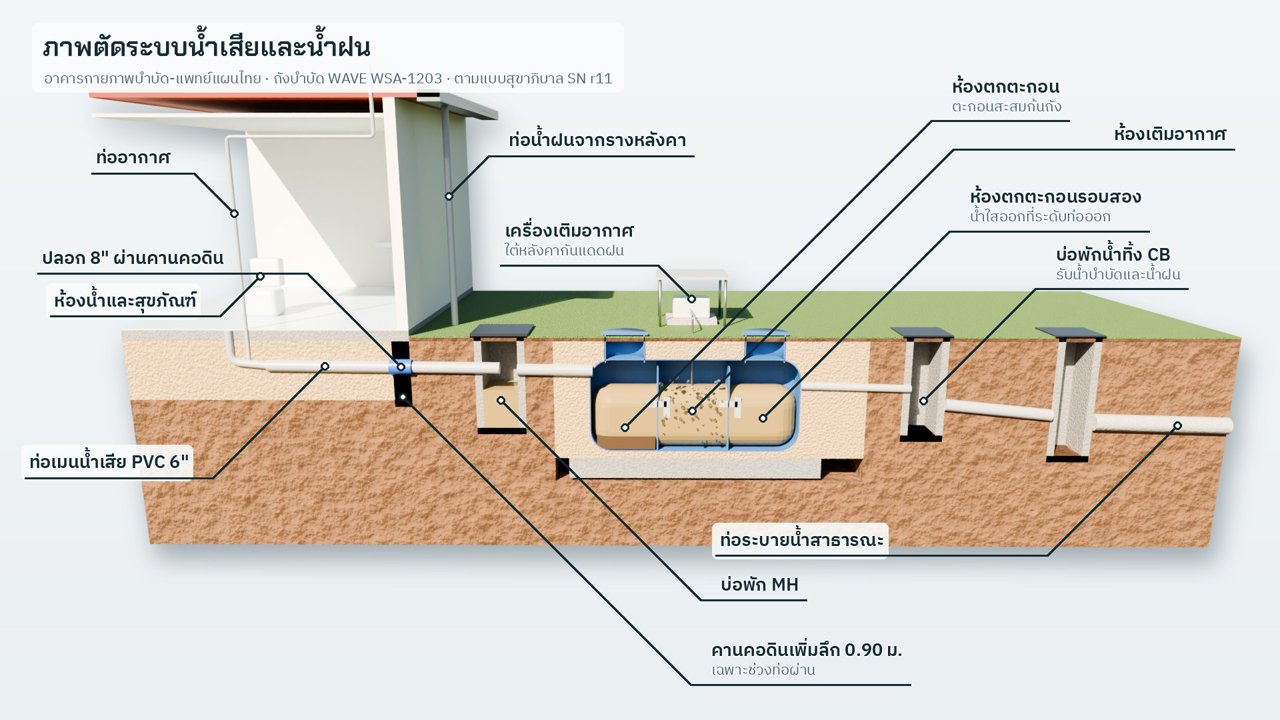 ภาพตัดระบบน้ำเสียและน้ำฝน
อาคารกายภาพบำบัด-แพทย์แผนไทย · ถังบำบัด WAVE WSA-1203 · ตามแบบสุขาภิบาล SN r11
ห้องตกตะกอน
ตะกอนสะสมก้นถัง
ห้องเติมอากาศ
ท่อน้ำฝนจากรางหลังคา
ท่ออากาศ
ห้องตกตะกอนรอบสอง
น้ำใสออกที่ระดับท่อออก
เครื่องเติมอากาศ
ใต้หลังคากันแดดฝน
ปลอก 8" ผ่านคานคอดิน
บ่อพักน้ำทิ้ง CB
รับน้ำบำบัดและน้ำฝน
ห้องน้ำและสุขภัณฑ์
ท่อเมนน้ำเสีย PVC 6"
ท่อระบายน้ำสาธารณะ
บ่อพัก MH
คานคอดินเพิ่มลึก 0.90 ม.
เฉพาะช่วงท่อผ่าน